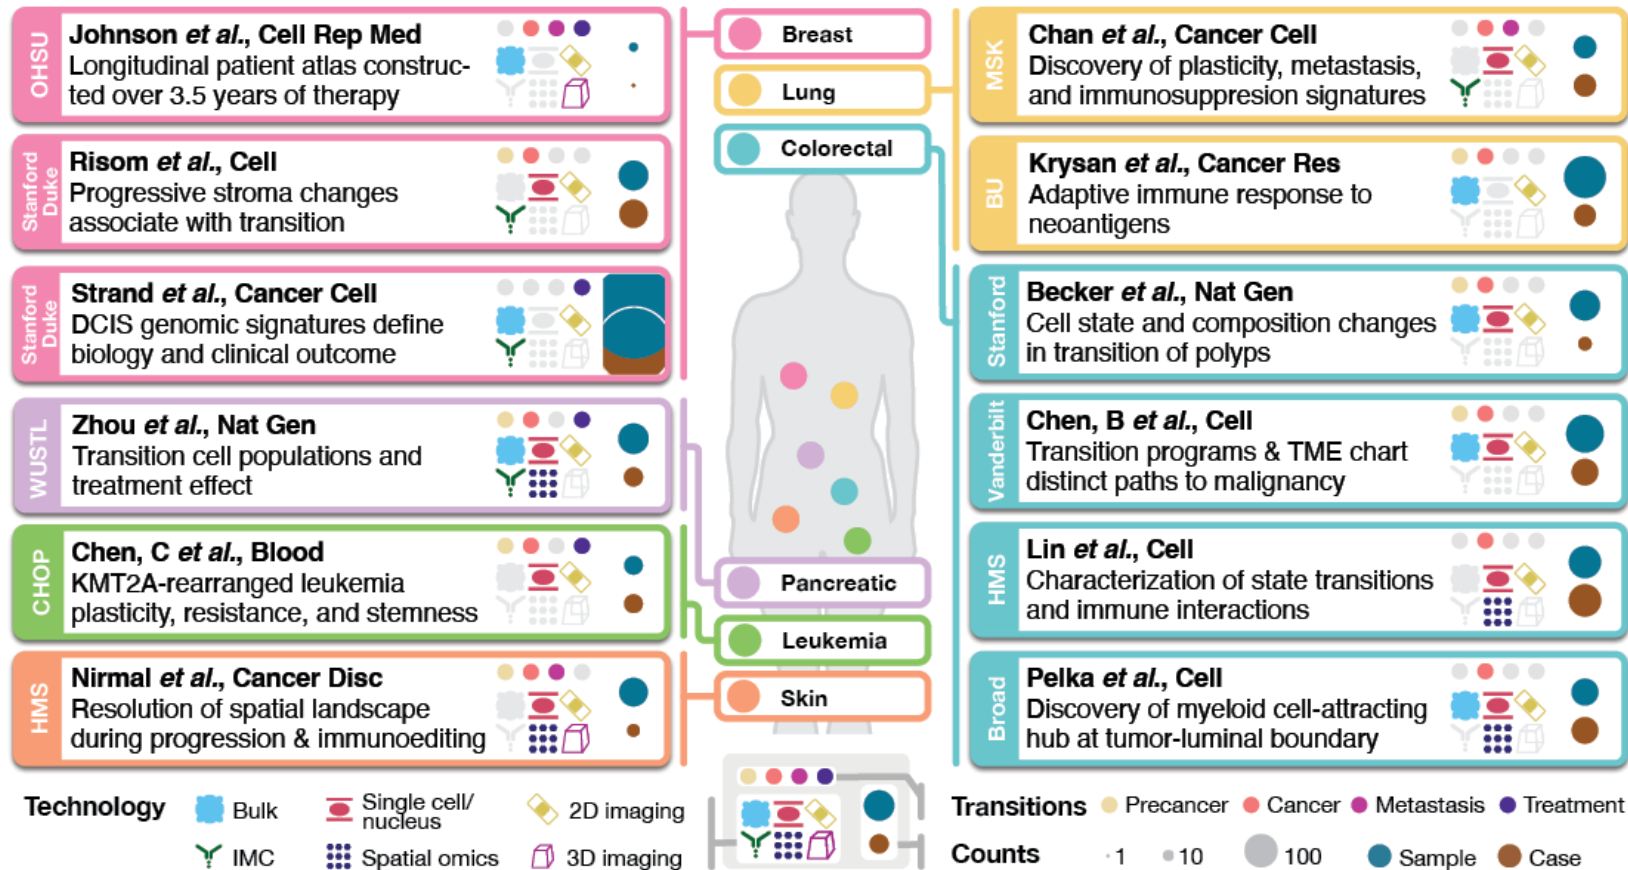 OHSU
Johnson et al., Cell Rep Med
Longitudinal patient atlas construc-
ted over 3.5 years of therapy
Stanford
Duke
Risom et al., Cell
Progressive stroma changes
associate with transition
Stanford
Duke
Strand et al., Cancer Cell
DCIS genomic signatures define
biology and clinical outcome
WUSTL
Zhou et al., Nat Gen
Transition cell populations and
treatment effect
CHOP
Chen, C et al., Blood
KMT2A-rearranged leukemia
plasticity, resistance, and stemness
HMS
Nirmal et al., Cancer Disc
Resolution of spatial landscape
during progression & immunoediting
Breast
Lung
Colorectal
Pancreatic
Leukemia
Skin
MSK
Chan et al., Cancer Cell
Discovery of plasticity, metastasis,
and immunosuppresion signatures
BU
Krysan et al., Cancer Res
Adaptive immune response to
neoantigens
Stanford
Becker et al., Nat Gen
Cell state and composition changes
in transition of polyps
Vanderbilt
Chen, B et al., Cell
Transition programs & TME chart
distinct paths to malignancy
HMS
Lin et al., Cell
Characterization of state transitions
and immune interactions
Broad
Pelka et al., Cell
Discovery of myeloid cell-attracting
hub at tumor-luminal boundary
Technology
Bulk
Single cell/
nucleus
2D imaging
IMC
Spatial omics
3D imaging
Transitions Precancer Cancer Metastasis Treatment
Counts 1 10 100 Sample Case